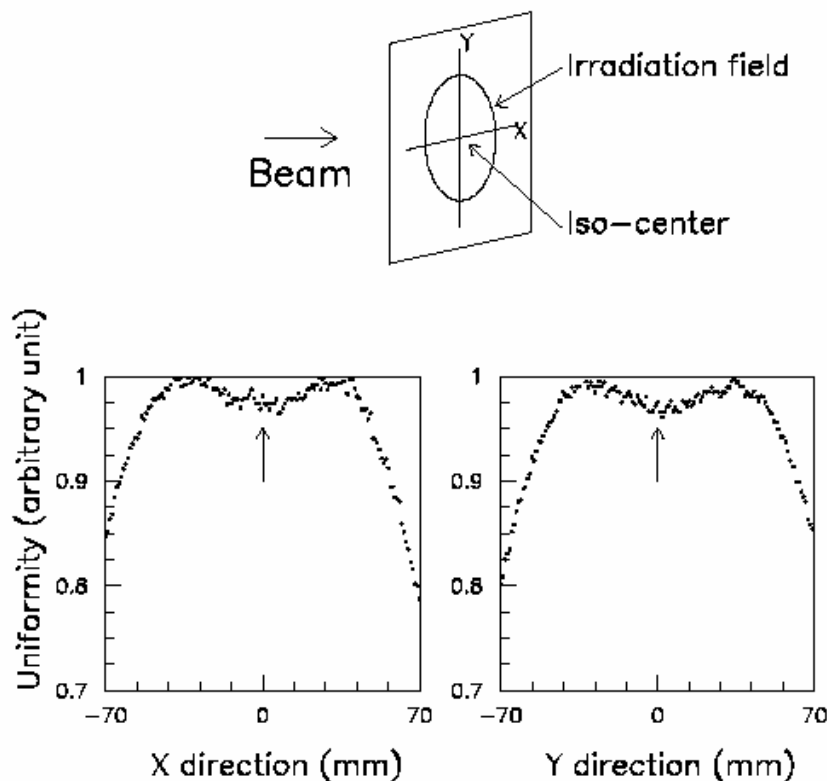 Y
Irradiation field
X
Beam
Iso-center
Uniformity (arbitrary unit)
1
0.9
0.8
0.7
-70
0
70
X direction (mm)
1
0.9
0.8
0.7
-70
0
70
Y direction (mm)